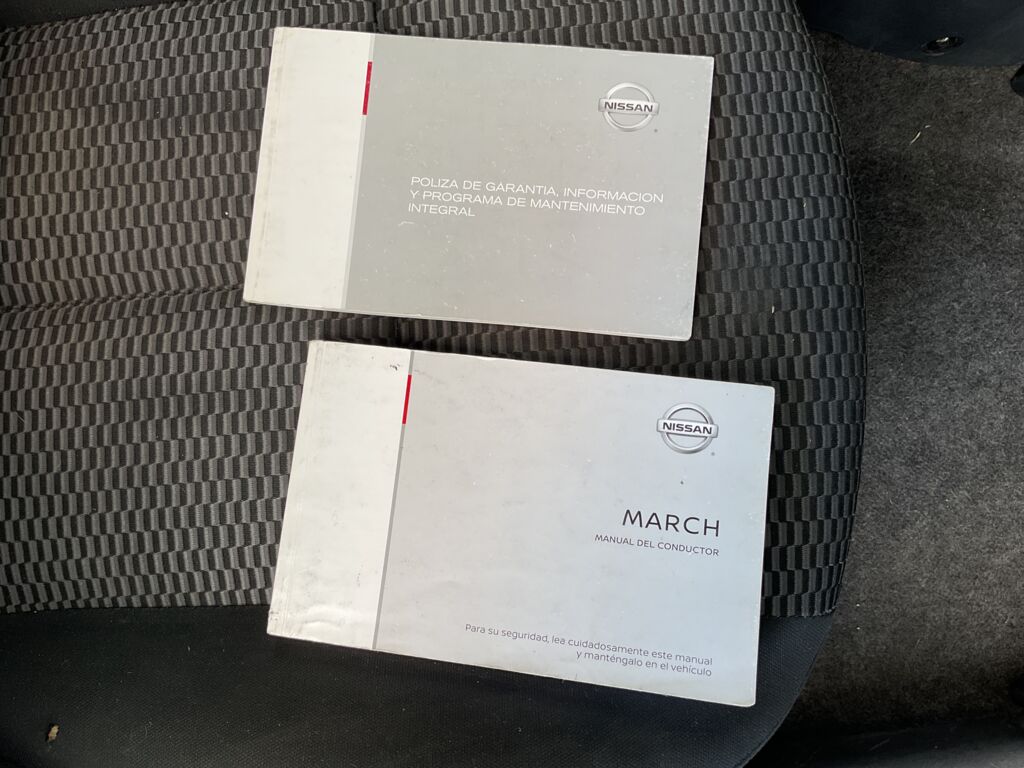 NISSAN
POLIZA DE GARANTIA, INFORMACION
Y PROGRAMA DE MANTENIMIENTO
INTEGRAL
NISSAN
MARCH
MANUAL DEL CONDUCTOR
Para su seguridad, lea cuidadosamente este manual
y manténgalo en el vehículo